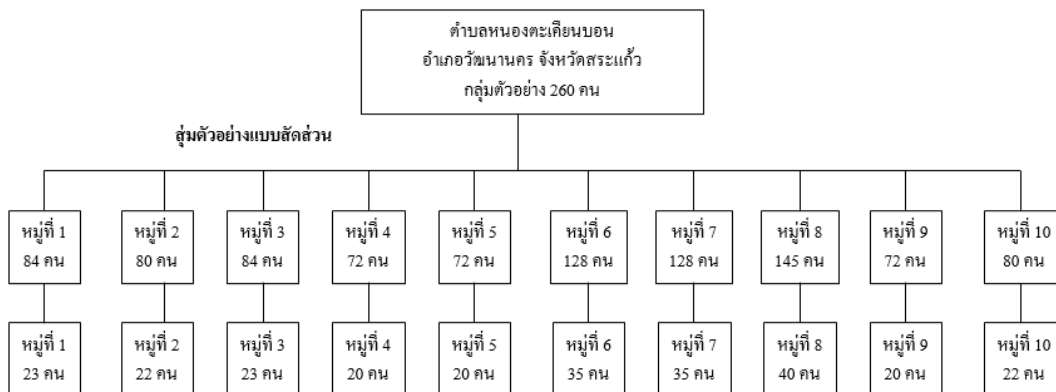 ตำบลหนองตะเคียนบอน
อำเภอวัฒนานคร จังหวัดสระแก้ว
กลุ่มตัวอย่าง 260 คน
สุ่มตัวอย่างแบบสัดส่วน
หมู่ที่ 1
84 คน
หมู่ที่ 2
80 คน
หมู่ที่ 3
84 คน
หมู่ที่ 4
72 คน
หมู่ที่ 5
72 คน
หมู่ที่ 6
128 คน
หมู่ที่ 7
128 คน
หมู่ที่ 8
145 คน
หมู่ที่ 9
72 คน
หมู่ที่ 10
80 คน
หมู่ที่ 1
23 คน
หมู่ที่ 2
22 คน
หมู่ที่ 3
23 คน
หมู่ที่ 4
20 คน
หมู่ที่ 5
20 คน
หมู่ที่ 6
35 คน
หมู่ที่ 7
35 คน
หมู่ที่ 8
40 คน
หมู่ที่ 9
20 คน
หมู่ที่ 10
22 คน